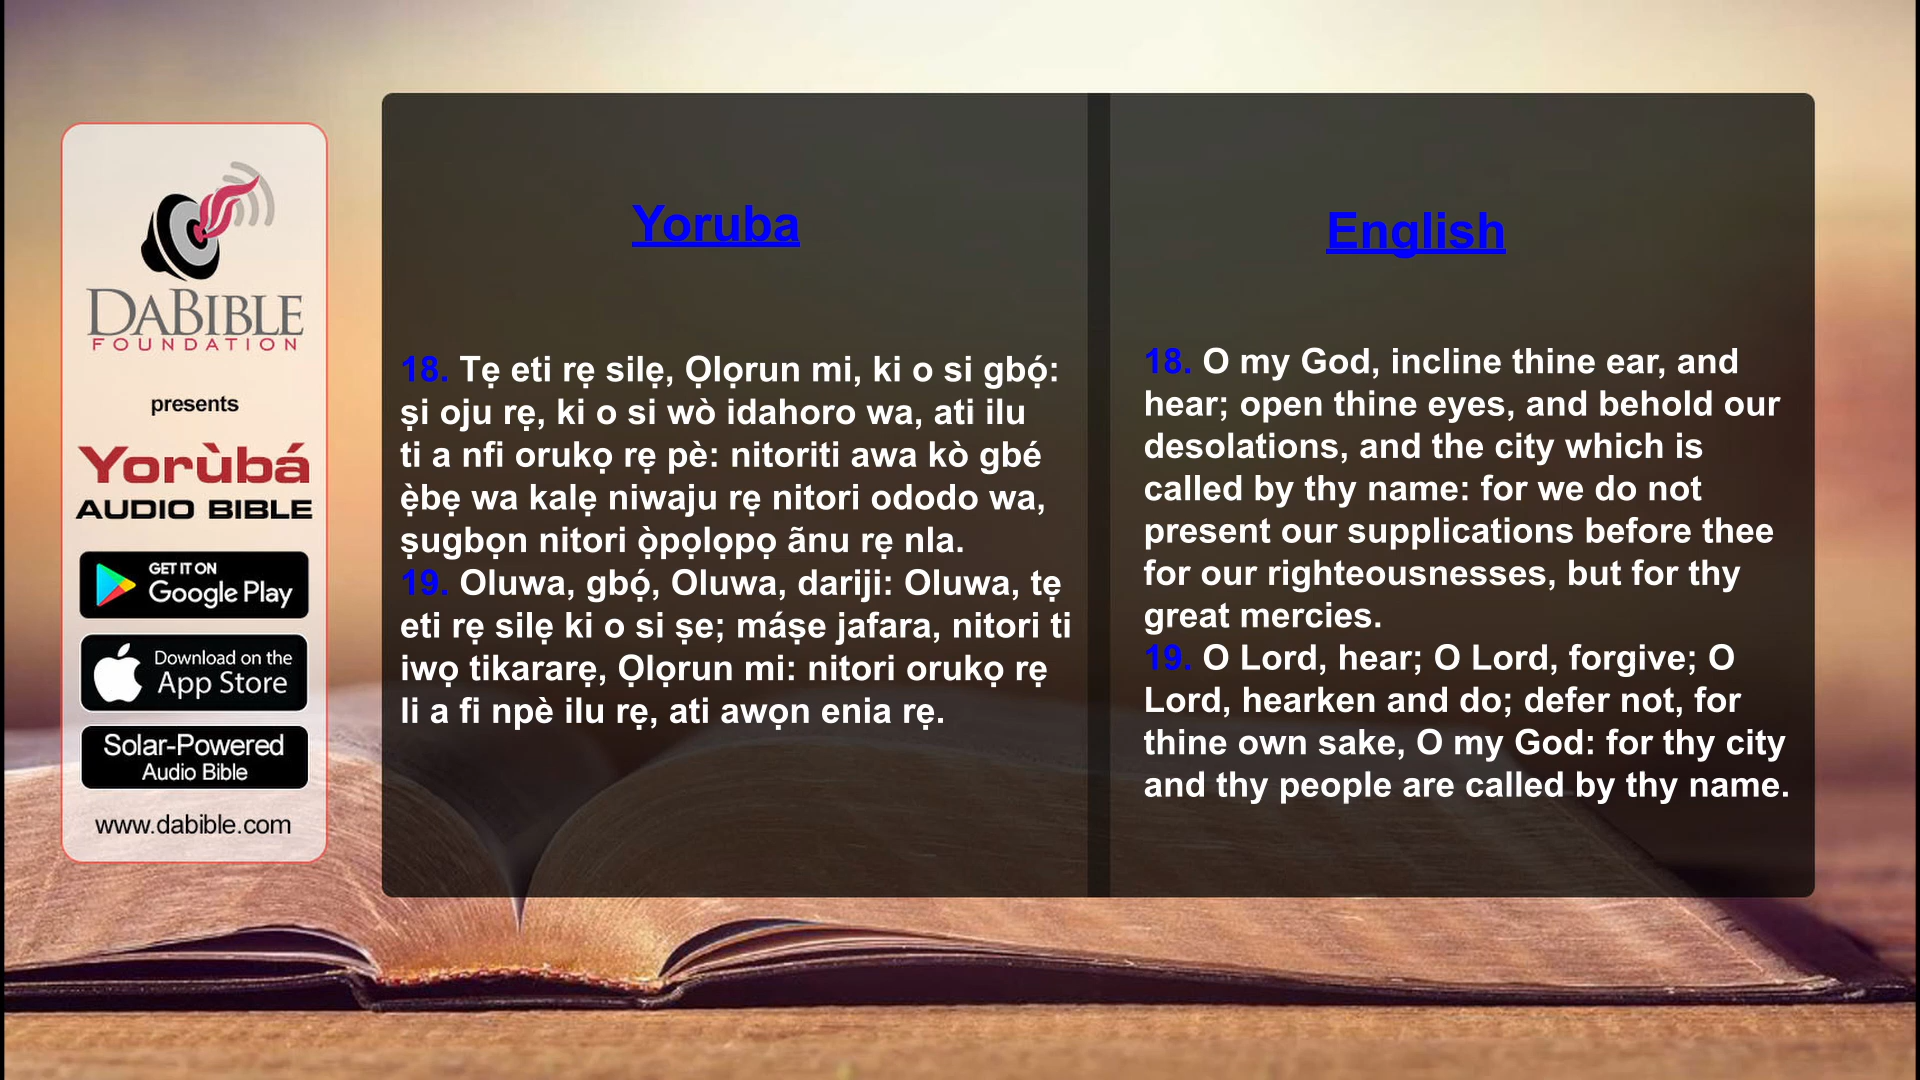 DABIBLE
FOUNDATION
presents
Yorùbá
AUDIO BIBLE
GET IT ON
Google Play
Download on the
App Store
Solar-Powered
Audio Bible
www.dabible.com
Yoruba
18. Tẹ eti rẹ silẹ, Ọlọrun mi, ki o si gbọ́:
ṣi oju rẹ, ki o si wò idahoro wa, ati ilu
ti a nfi orukọ rẹ pè: nitoriti awa kò gbé
ẹ̀bẹ wa kalẹ niwaju rẹ nitori ododo wa,
ṣugbọn nitori ọ̀pọlọpọ ãnu rẹ nla.
19. Oluwa, gbọ́, Oluwa, dariji: Oluwa, tẹ
eti rẹ silẹ ki o si ṣe; máṣe jafara, nitori ti
iwọ tikararẹ, Ọlọrun mi: nitori orukọ rẹ
li a fi npè ilu rẹ, ati awọn enia rẹ.
English
18. O my God, incline thine ear, and
hear; open thine eyes, and behold our
desolations, and the city which is
called by thy name: for we do not
present our supplications before thee
for our righteousnesses, but for thy
great mercies.
19. O Lord, hear; O Lord, forgive; O
Lord, hearken and do; defer not, for
thine own sake, O my God: for thy city
and thy people are called by thy name.